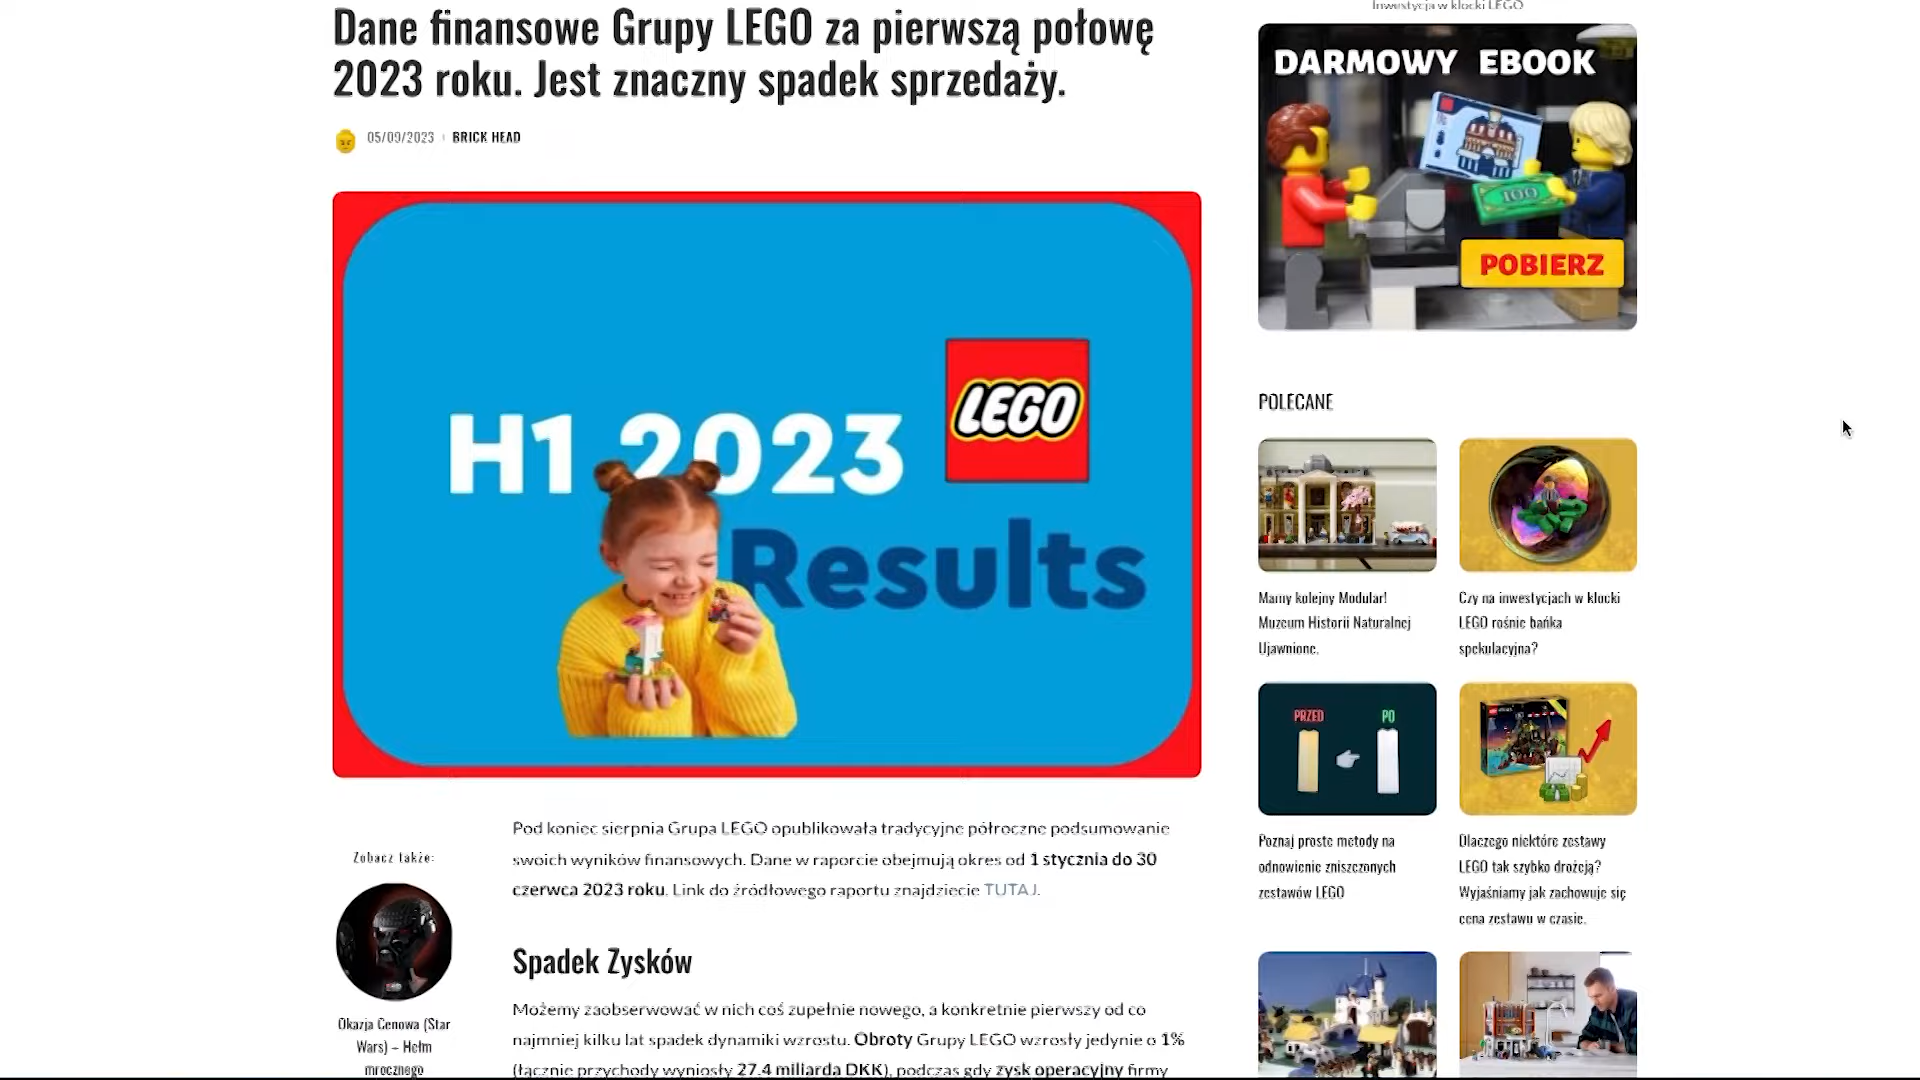 Inwestycja w klocki LEGO
Dane finansowe Grupy LEGO za pierwszą połowę
2023 roku. Jest znaczny spadek sprzedaży.
05/09/2023 BRICK HEAD
H1 2023
LEGO
Results
Pod koniec sierpnia Grupa LEGO opublikowała tradycyjne półroczne podsumowanie
swoich wyników finansowych. Dane w raporcie obejmują okres od 1 stycznia do 30
czerwca 2023 roku. Link do źródłowego raportu znajdziecie TUTAJ.
Zobacz także:
Okazja Cenowa (Star
Wars) – Hełm
mrocznego
Spadek Zysków
Możemy zaobserwować w nich coś zupełnie nowego, a konkretnie pierwszy od co
najmniej kilku lat spadek dynamiki wzrostu. Obroty Grupy LEGO wzrosły jedynie o 1%
(łącznie przychody wyniosły 27.4 miliarda DKK), podczas gdy zysk operacyjny firmy
DARMOWY EBOOK
100
POBIERZ
POLECANE
Mamy kolejny Modular!
Muzeum Historii Naturalnej
Ujawnione.
Czy na inwestycjach w klocki
LEGO rośnie bańka
spekulacyjna?
PRZED PO
Poznaj proste metody na
odnowienie zniszczonych
zestawów LEGO
Dlaczego niektóre zestawy
LEGO tak szybko drożeją?
Wyjaśniamy jak zachowuje się
cena zestawu w czasie.